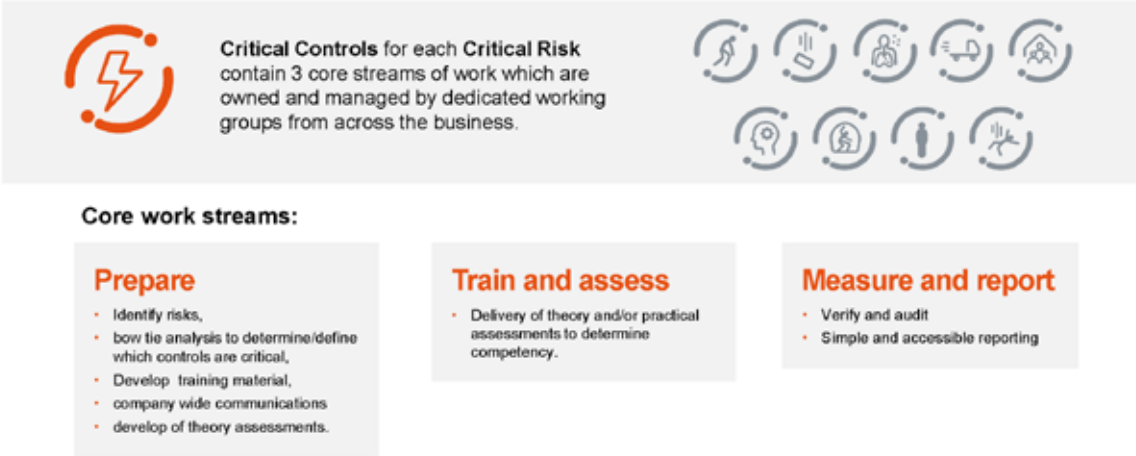 Critical Controls for each Critical Risk
contain 3 core streams of work which are
owned and managed by dedicated working
groups from across the business.
Core work streams:
Prepare
• Identify risks,
• bow tie analysis to determine/define
which controls are critical,
• Develop training material,
• company wide communications
• develop of theory assessments.
Train and assess
• Delivery of theory and/or practical
assessments to determine
competency.
Measure and report
• Verify and audit
• Simple and accessible reporting